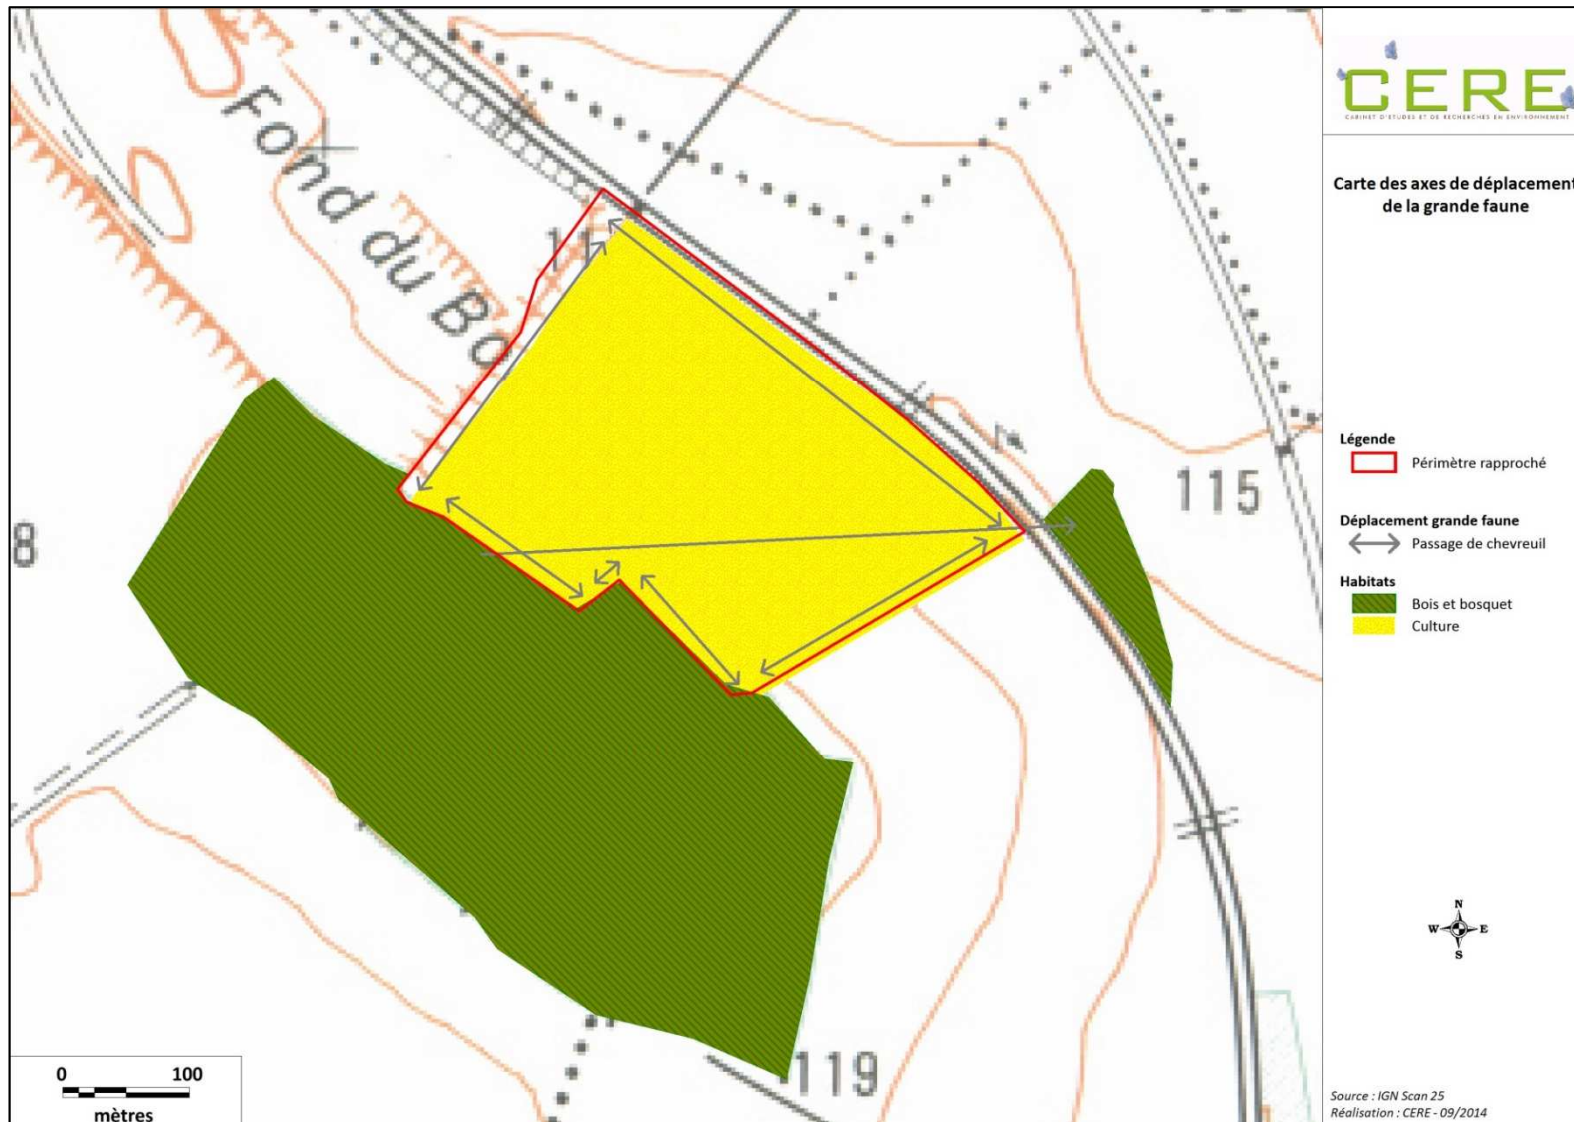 CERE
CABINET D'ETUDES ET DE RECHERCHES EN ENVIRONNEMENT
Carte des axes de déplacement
de la grande faune
Fond du Bo
11
115
8
119
Légende
Périmètre rapproché
Déplacement grande faune
Passage de chevreuil
Habitats
Bois et bosquet
Culture
N
W E
S
0 100
mètres
Source : IGN Scan 25
Réalisation : CERE - 09/2014